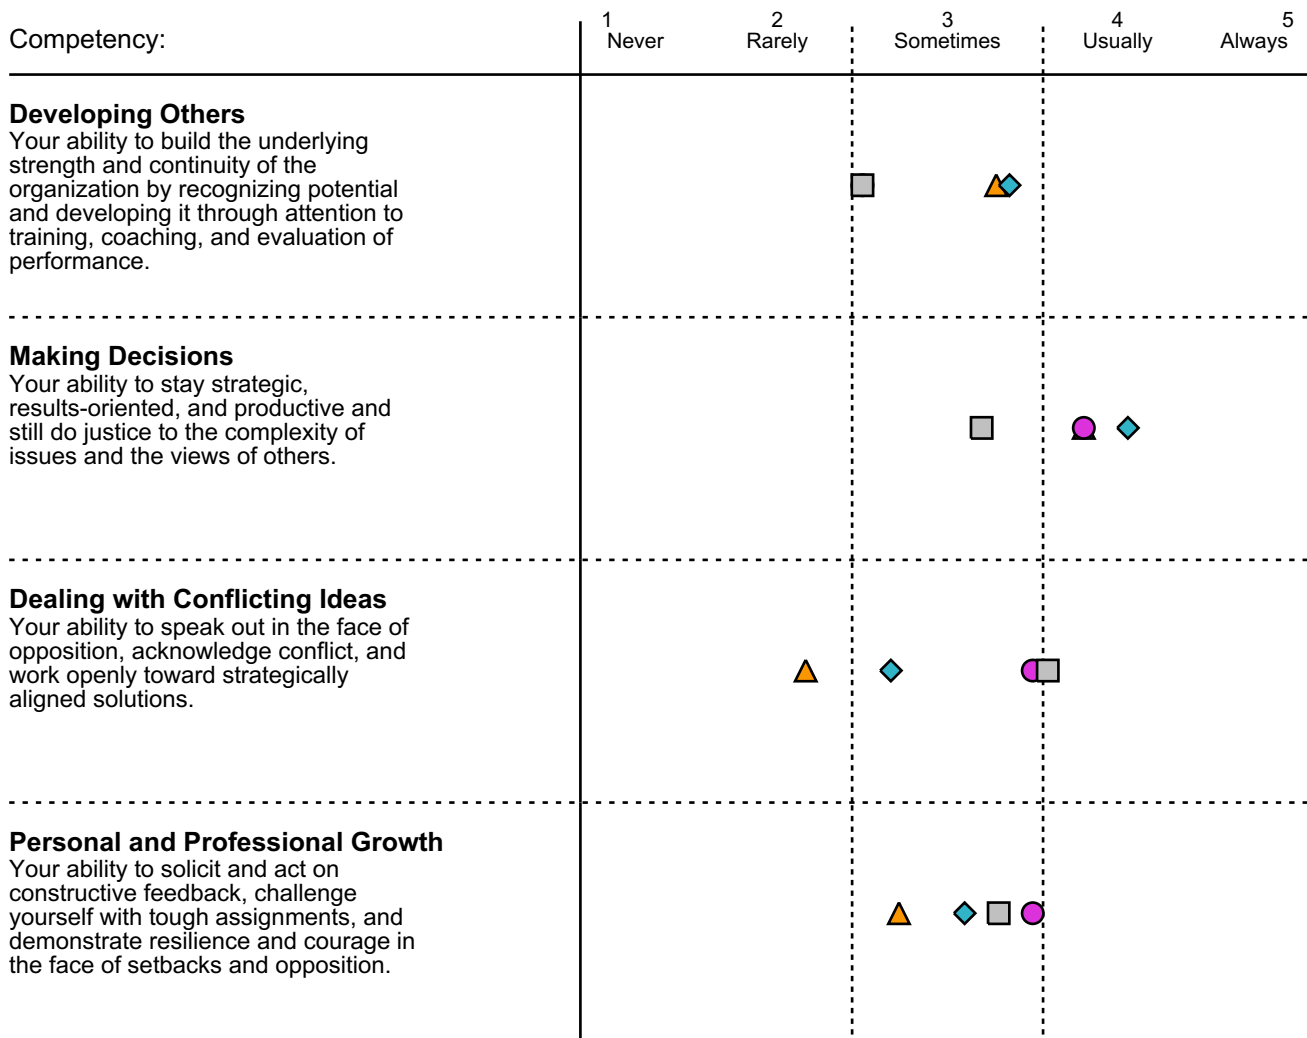 1 2 3 4 5
Competency: Never Rarely Sometimes Usually Always
Developing Others
Your ability to build the underlying
strength and continuity of the
organization by recognizing potential
and developing it through attention to
training, coaching, and evaluation of
performance.
Making Decisions
Your ability to stay strategic,
results-oriented, and productive and
still do justice to the complexity of
issues and the views of others.
Dealing with Conflicting Ideas
Your ability to speak out in the face of
opposition, acknowledge conflict, and
work openly toward strategically
aligned solutions.
Personal and Professional Growth
Your ability to solicit and act on
constructive feedback, challenge
yourself with tough assignments, and
demonstrate resilience and courage in
the face of setbacks and opposition.